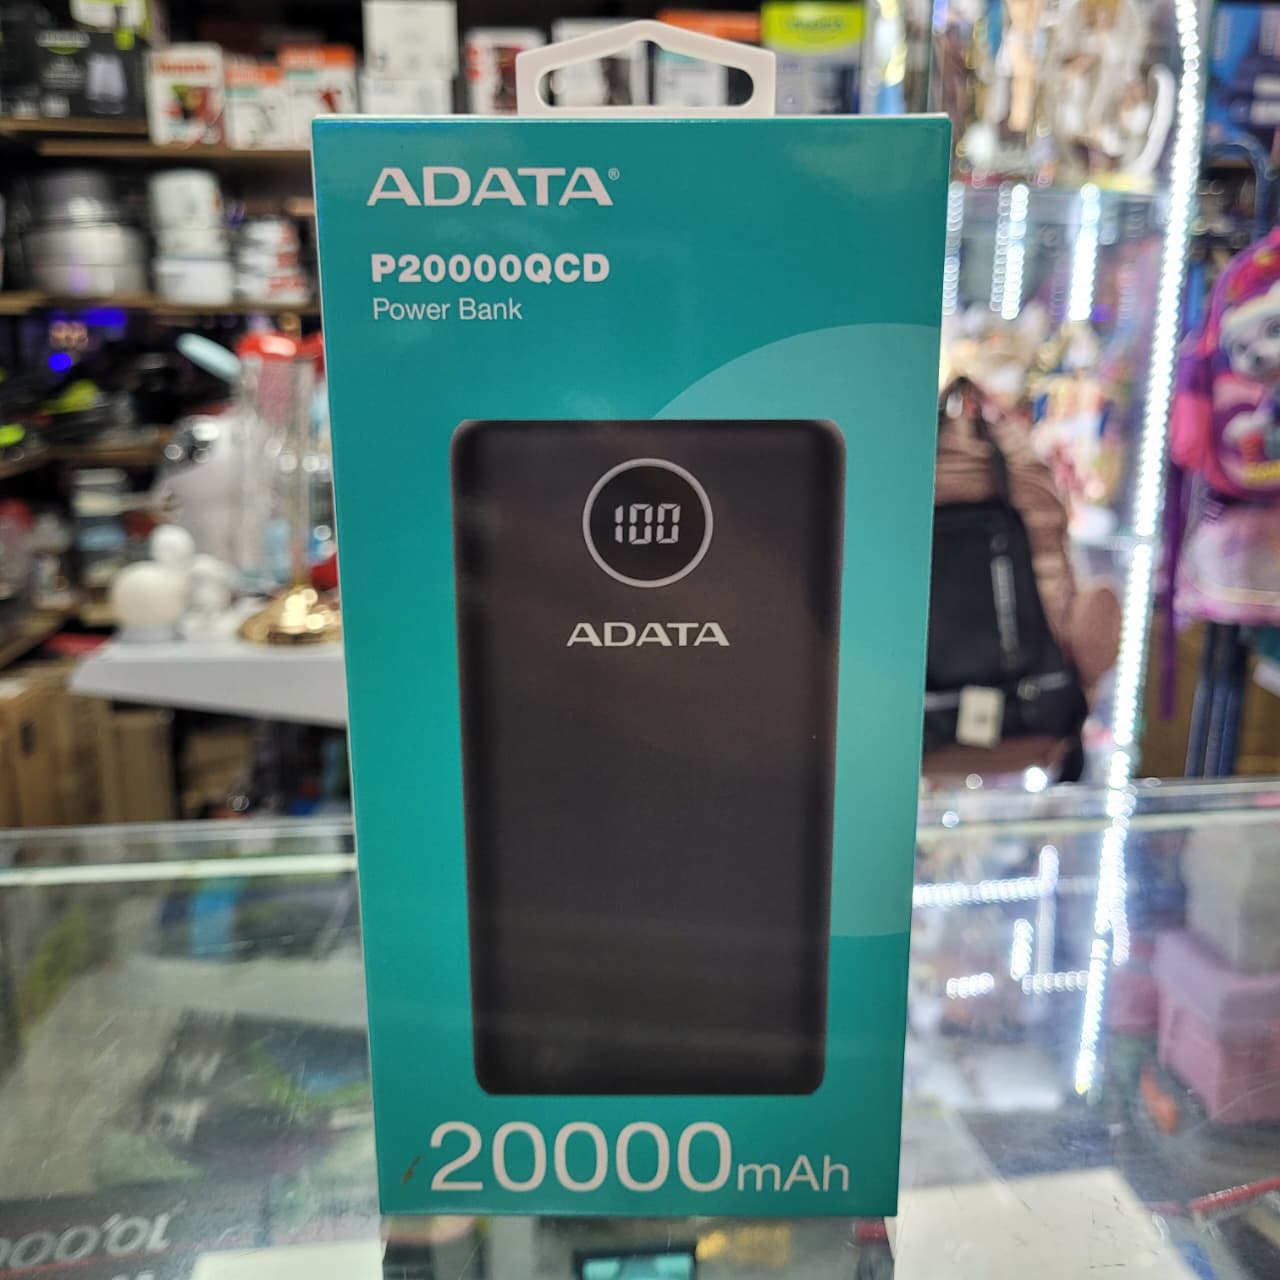 ADATA®
P20000QCD
Power Bank
100
ADATA
20000mAh